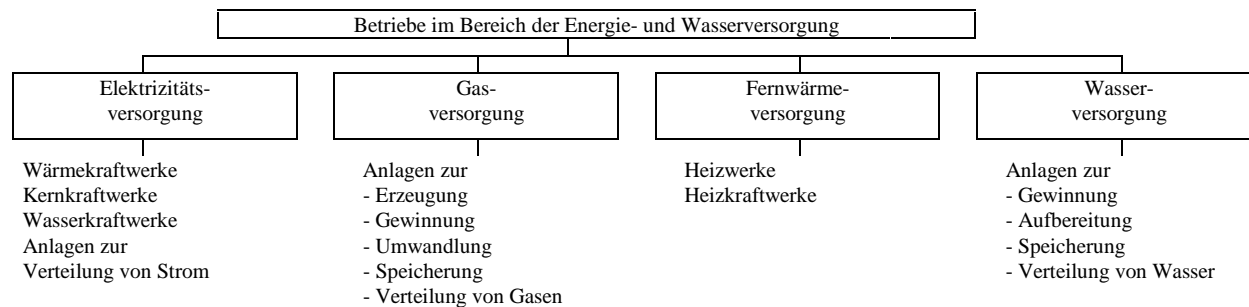 Betriebe im Bereich der Energie- und Wasserversorgung
Elektrizitäts-
versorgung
Gas-
versorgung
Fernwärme-
versorgung
Wasser-
versorgung
Wärmekraftwerke
Kernkraftwerke
Wasserkraftwerke
Anlagen zur
Verteilung von Strom
Anlagen zur
- Erzeugung
- Gewinnung
- Umwandlung
- Speicherung
- Verteilung von Gasen
Heizwerke
Heizkraftwerke
Anlagen zur
- Gewinnung
- Aufbereitung
- Speicherung
- Verteilung von Wasser